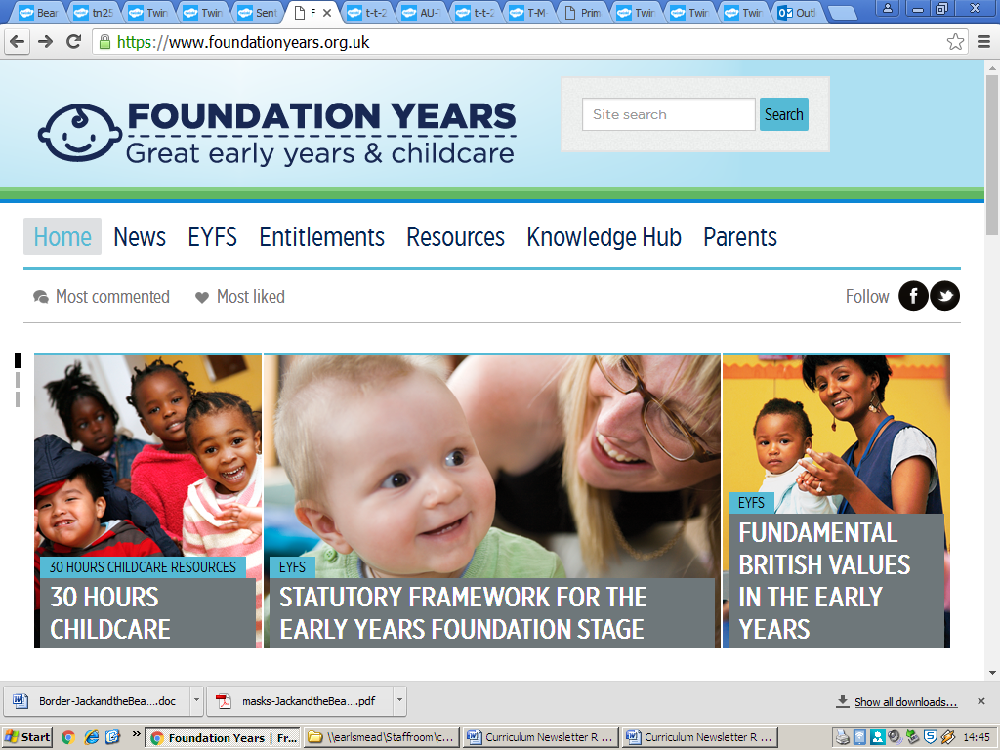 Bear
tn25
Twin
Twin
Sent
F
t-t-2
AU-T
t-t-2
T-M
Prim
Twin
Twin
Twin
Outl
https://www.foundationyears.org.uk
FOUNDATION YEARS
Great early years & childcare
Site search
Search
Home News EYFS Entitlements Resources Knowledge Hub Parents
Most commented Most liked
Follow
30 HOURS CHILDCARE RESOURCES
30 HOURS
CHILDCARE
EYFS
STATUTORY FRAMEWORK FOR THE
EARLY YEARS FOUNDATION STAGE
EYFS
FUNDAMENTAL
BRITISH VALUES
IN THE EARLY
YEARS
Border-JackandtheBea....doc
masks-JackandtheBea....pdf
Show all downloads...
Start
Foundation Years | Fr...
\\earlsmead\Staffroom\c...
Curriculum Newsletter R ...
Curriculum Newsletter R ...
14:45